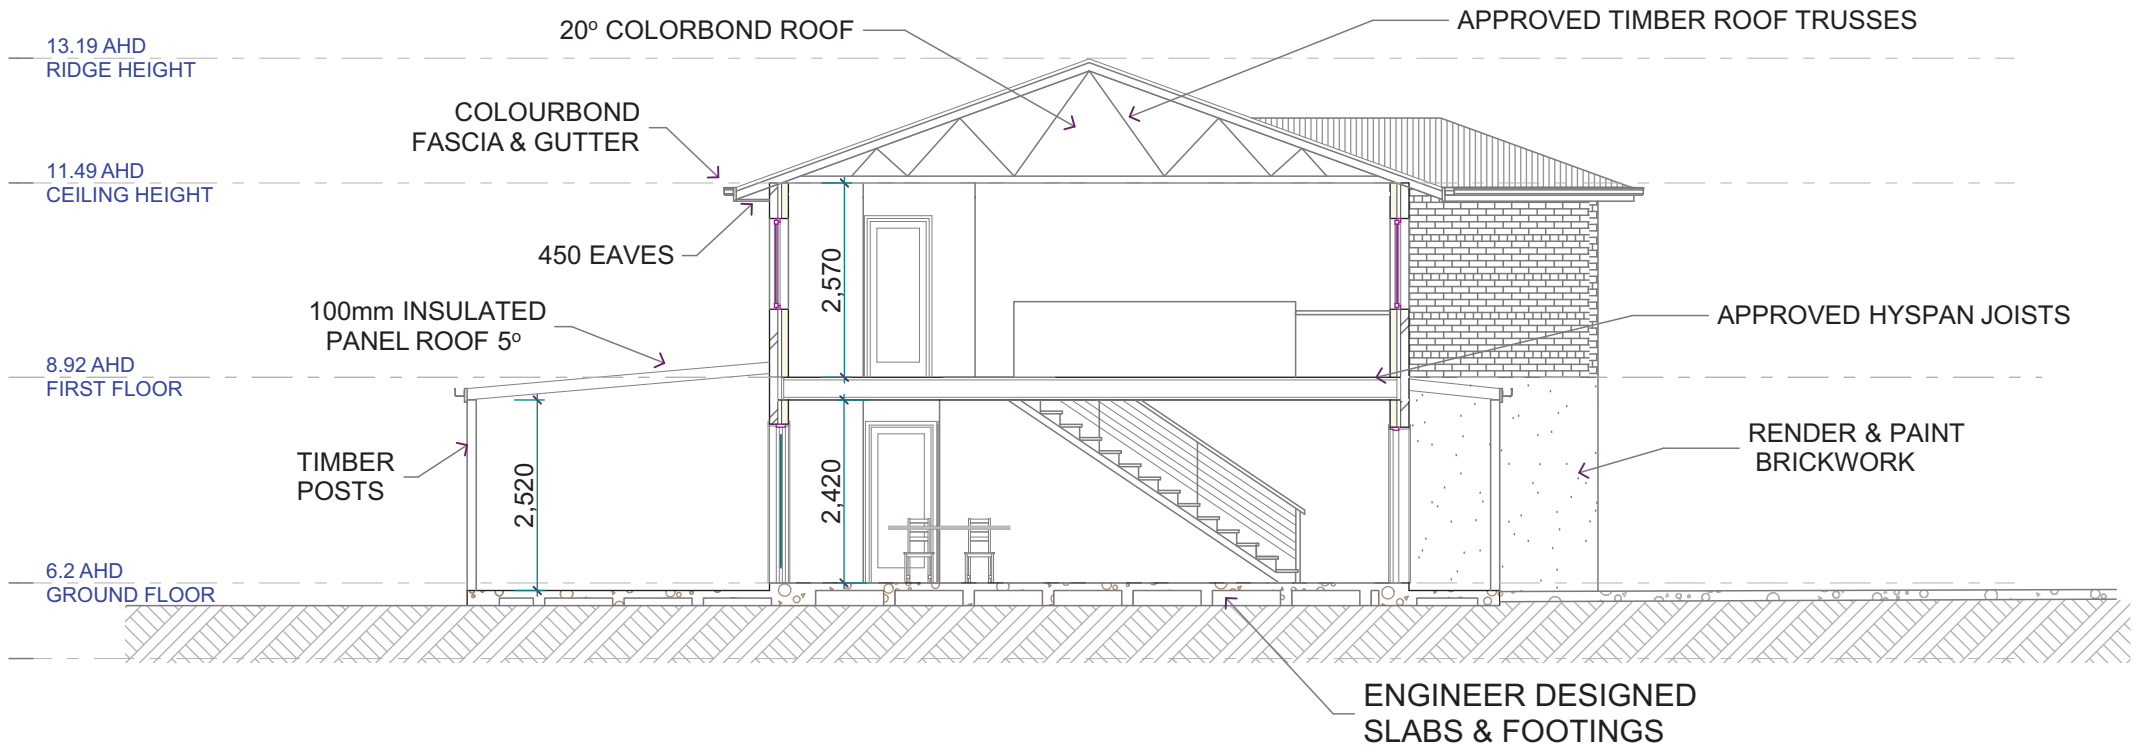 20º COLORBOND ROOF
APPROVED TIMBER ROOF TRUSSES
13.19 AHD
RIDGE HEIGHT
COLOURBOND
FASCIA & GUTTER
11.49 AHD
CEILING HEIGHT
450 EAVES
2,570
100mm INSULATED
PANEL ROOF 5º
APPROVED HYSPAN JOISTS
8.92 AHD
FIRST FLOOR
TIMBER
POSTS
2,520
2,420
RENDER & PAINT
BRICKWORK
6.2 AHD
GROUND FLOOR
ENGINEER DESIGNED
SLABS & FOOTINGS